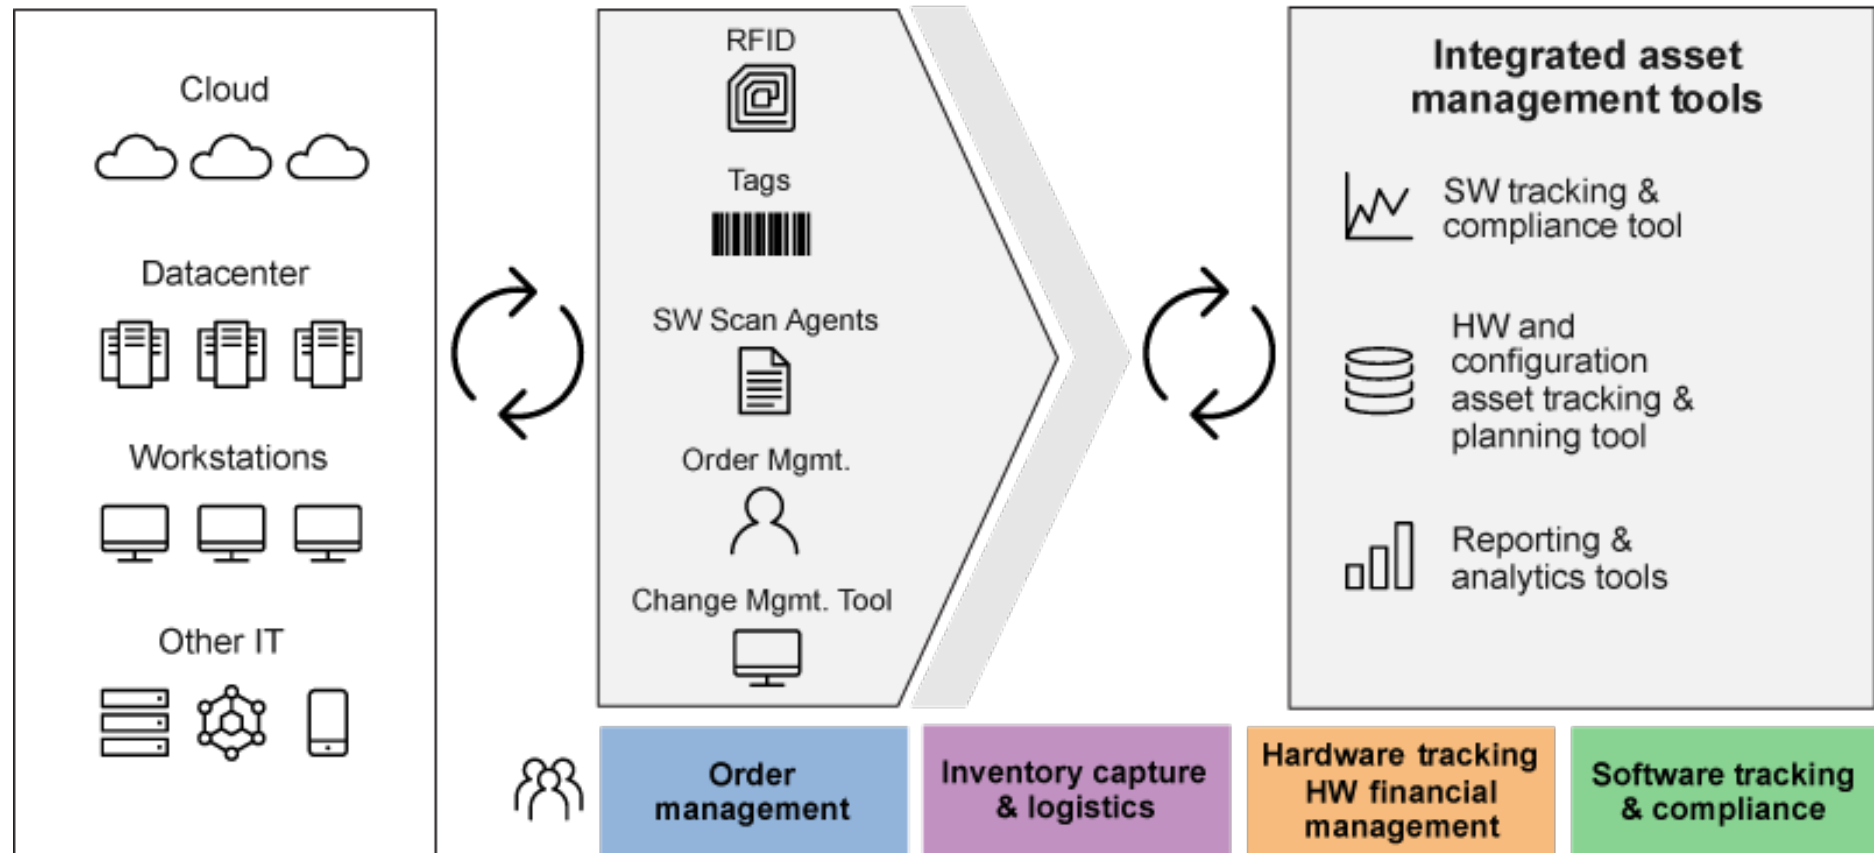 Cloud
Datacenter
Workstations
Other IT
RFID
Tags
SW Scan Agents
Order Mgmt.
Change Mgmt. Tool
Integrated asset
management tools
SW tracking &
compliance tool
HW and
configuration
asset tracking &
planning tool
Reporting &
analytics tools
Order
management
Inventory capture
& logistics
Hardware tracking
HW financial
management
Software tracking
& compliance